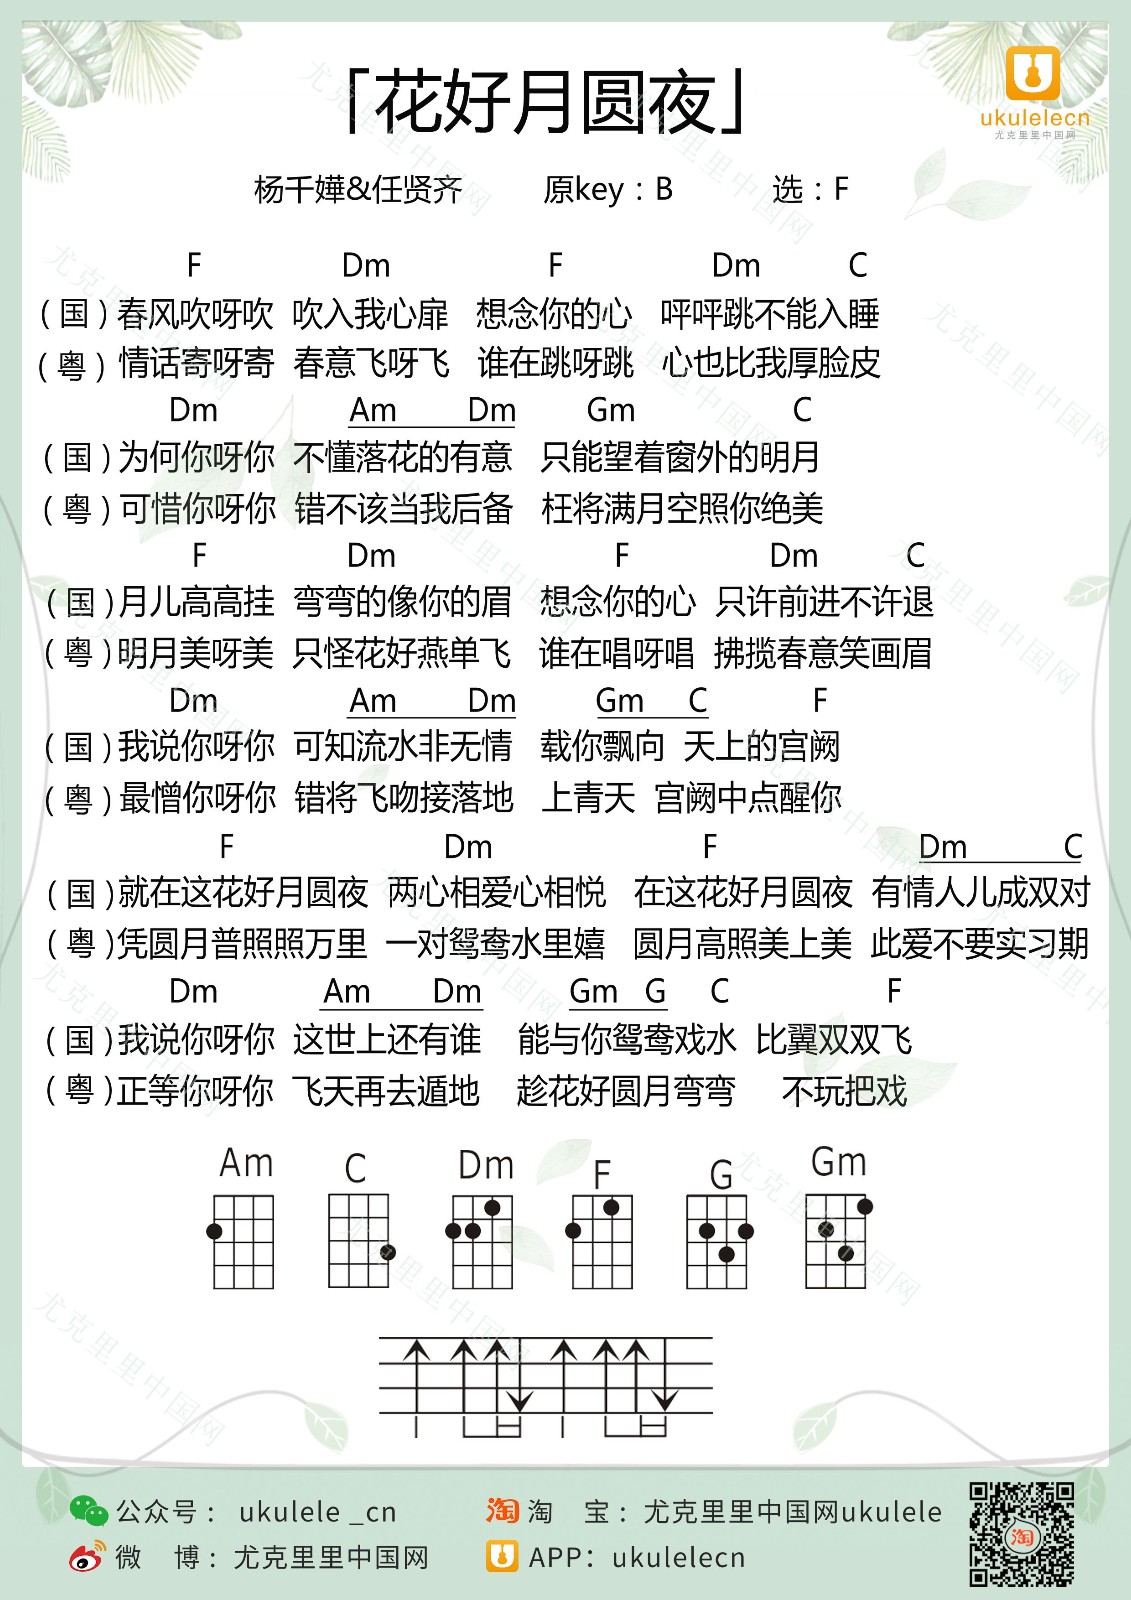 「花好月圆夜」
ukulelecn
尤克里里中国网
杨千嬅&任贤齐 原key：B 选：F
F Dm F Dm C
（国）春风吹呀吹 吹入我心扉 想念你的心 呯呯跳不能入睡
（粤）情话寄呀寄 春意飞呀飞 谁在跳呀跳 心也比我厚脸皮
Dm Am Dm Gm C
（国）为何你呀你 不懂落花的有意 只能望着窗外的明月
（粤）可惜你呀你 错不该当我后备 枉将满月空照你绝美
F Dm F Dm C
（国）月儿高高挂 弯弯的像你的眉 想念你的心 只许前进不许退
（粤）明月美呀美 只怪花好燕单飞 谁在唱呀唱 拂揽春意笑画眉
Dm Am Dm Gm C F
（国）我说你呀你 可知流水非无情 载你飘向 天上的宫阙
（粤）最憎你呀你 错将飞吻接落地 上青天 宫阙中点醒你
F Dm F Dm C
（国）就在这花好月圆夜 两心相爱心相悦 在这花好月圆夜 有情人儿成双对
（粤）凭圆月普照照万里 一对鸳鸯水里嬉 圆月高照美上美 此爱不要实习期
Dm Am Dm Gm G C F
（国）我说你呀你 这世上还有谁 能与你鸳鸯戏水 比翼双双飞
（粤）正等你呀你 飞天再去遁地 趁花好圆月弯弯 不玩把戏
Am C Dm F G Gm
公众号： ukulele _cn 淘 淘 宝：尤克里里中国网ukulele
微 博：尤克里里中国网 APP：ukulelecn
淘